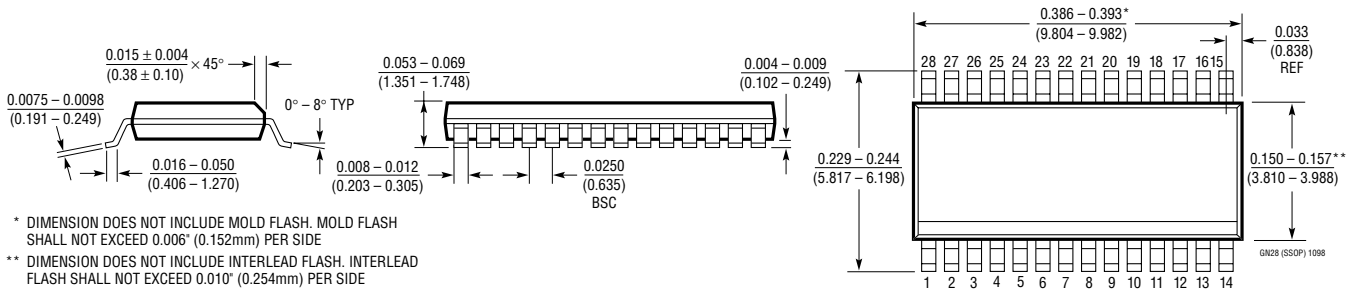 0.015 ± 0.004
(0.38 ± 0.10)
× 45°
0.0075 – 0.0098
(0.191 – 0.249)
0° – 8° TYP
0.016 – 0.050
(0.406 – 1.270)
0.053 – 0.069
(1.351 – 1.748)
0.004 – 0.009
(0.102 – 0.249)
0.008 – 0.012
(0.203 – 0.305)
0.0250
(0.635)
BSC
* DIMENSION DOES NOT INCLUDE MOLD FLASH. MOLD FLASH
SHALL NOT EXCEED 0.006" (0.152mm) PER SIDE
** DIMENSION DOES NOT INCLUDE INTERLEAD FLASH. INTERLEAD
FLASH SHALL NOT EXCEED 0.010" (0.254mm) PER SIDE
0.386 – 0.393*
(9.804 – 9.982)
0.033
(0.838)
REF
28 27 26 25 24 23 22 21 20 19 18 17 16 15
0.229 – 0.244
(5.817 – 6.198)
0.150 – 0.157**
(3.810 – 3.988)
1 2 3 4 5 6 7 8 9 10 11 12 13 14
GN28 (SSOP) 1098